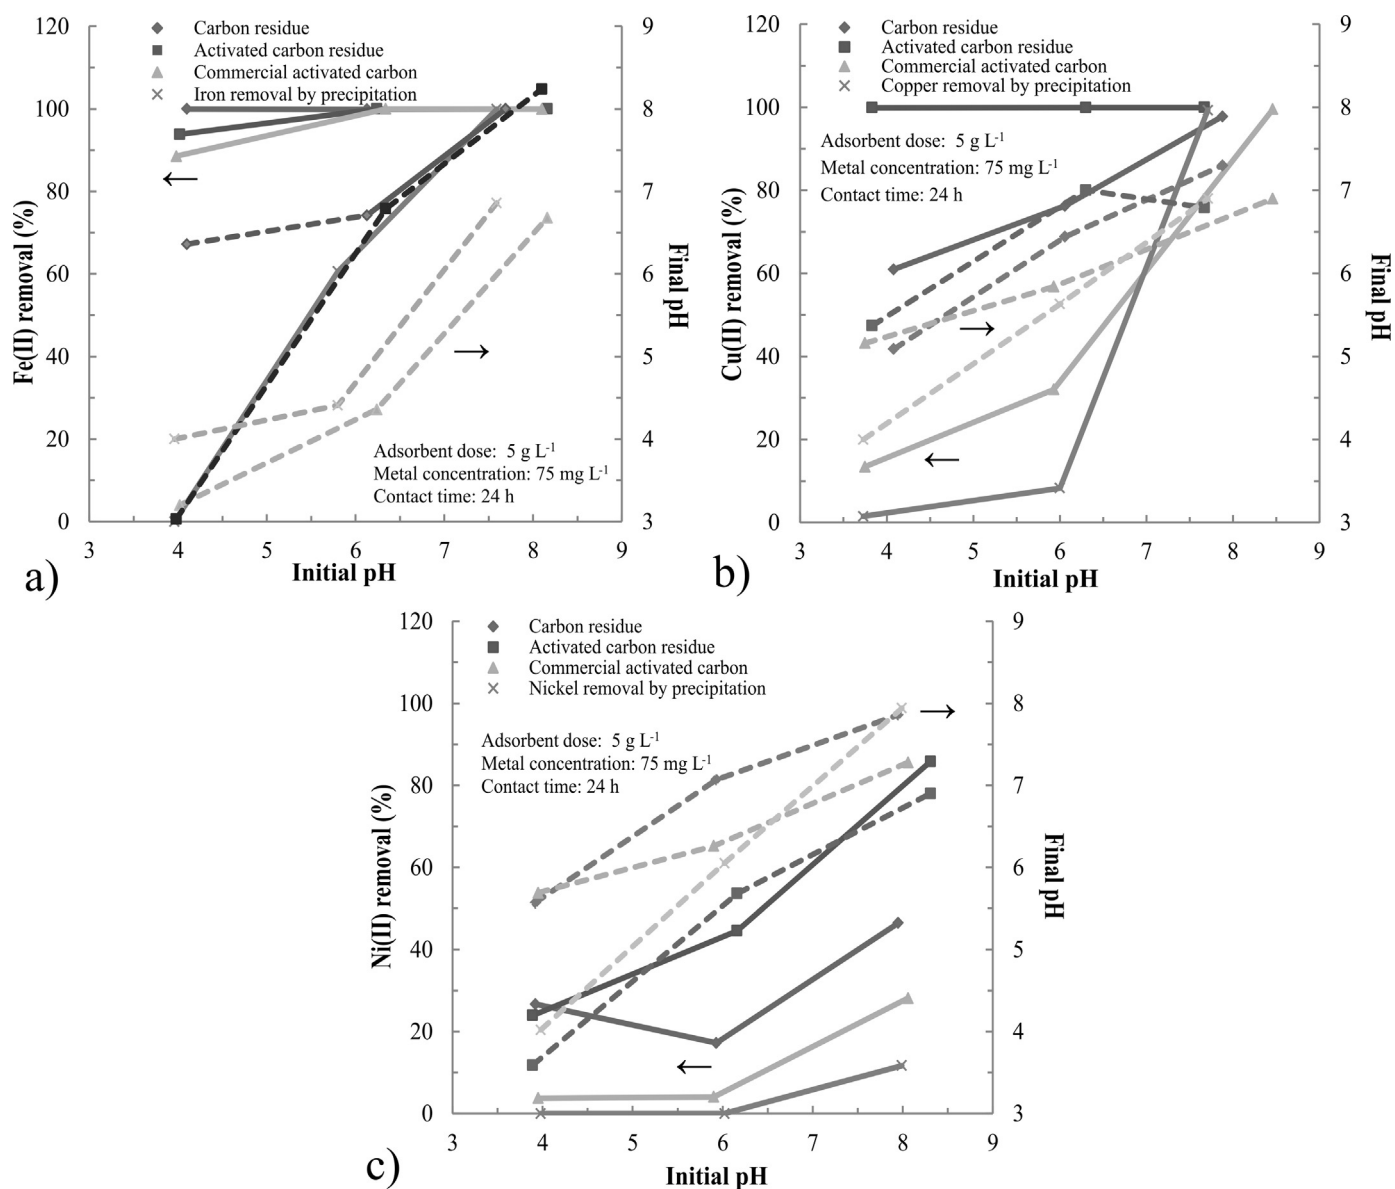 120
100
80
60
40
20
0
Fe(II) removal (%)
Carbon residue
Activated carbon residue
Commercial activated carbon
Iron removal by precipitation
Adsorbent dose: 5 g L-1
Metal concentration: 75 mg L-1
Contact time: 24 h
9
8
7
6
5
4
3
Final pH
3 4 5 6 7 8 9
Initial pH
a)
120
100
80
60
40
20
0
Cu(II) removal (%)
Carbon residue
Activated carbon residue
Commercial activated carbon
Copper removal by precipitation
Adsorbent dose: 5 g L-1
Metal concentration: 75 mg L-1
Contact time: 24 h
9
8
7
6
5
4
3
Final pH
3 4 5 6 7 8 9
Initial pH
b)
120
100
80
60
40
20
0
Ni(II) removal (%)
Carbon residue
Activated carbon residue
Commercial activated carbon
Nickel removal by precipitation
Adsorbent dose: 5 g L-1
Metal concentration: 75 mg L-1
Contact time: 24 h
9
8
7
6
5
4
3
Final pH
3 4 5 6 7 8 9
Initial pH
c)